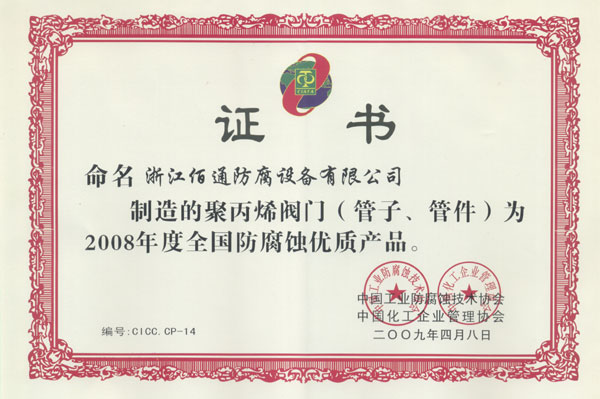 证 书
命名 浙江佰通防腐设备有限公司
制造的聚丙烯阀门（管子、管件）为
2008年度全国防腐蚀优质产品。
中国工业防腐蚀技术协会
中国化工企业管理协会
二〇〇九年四月八日
编号:CICC.CP-14